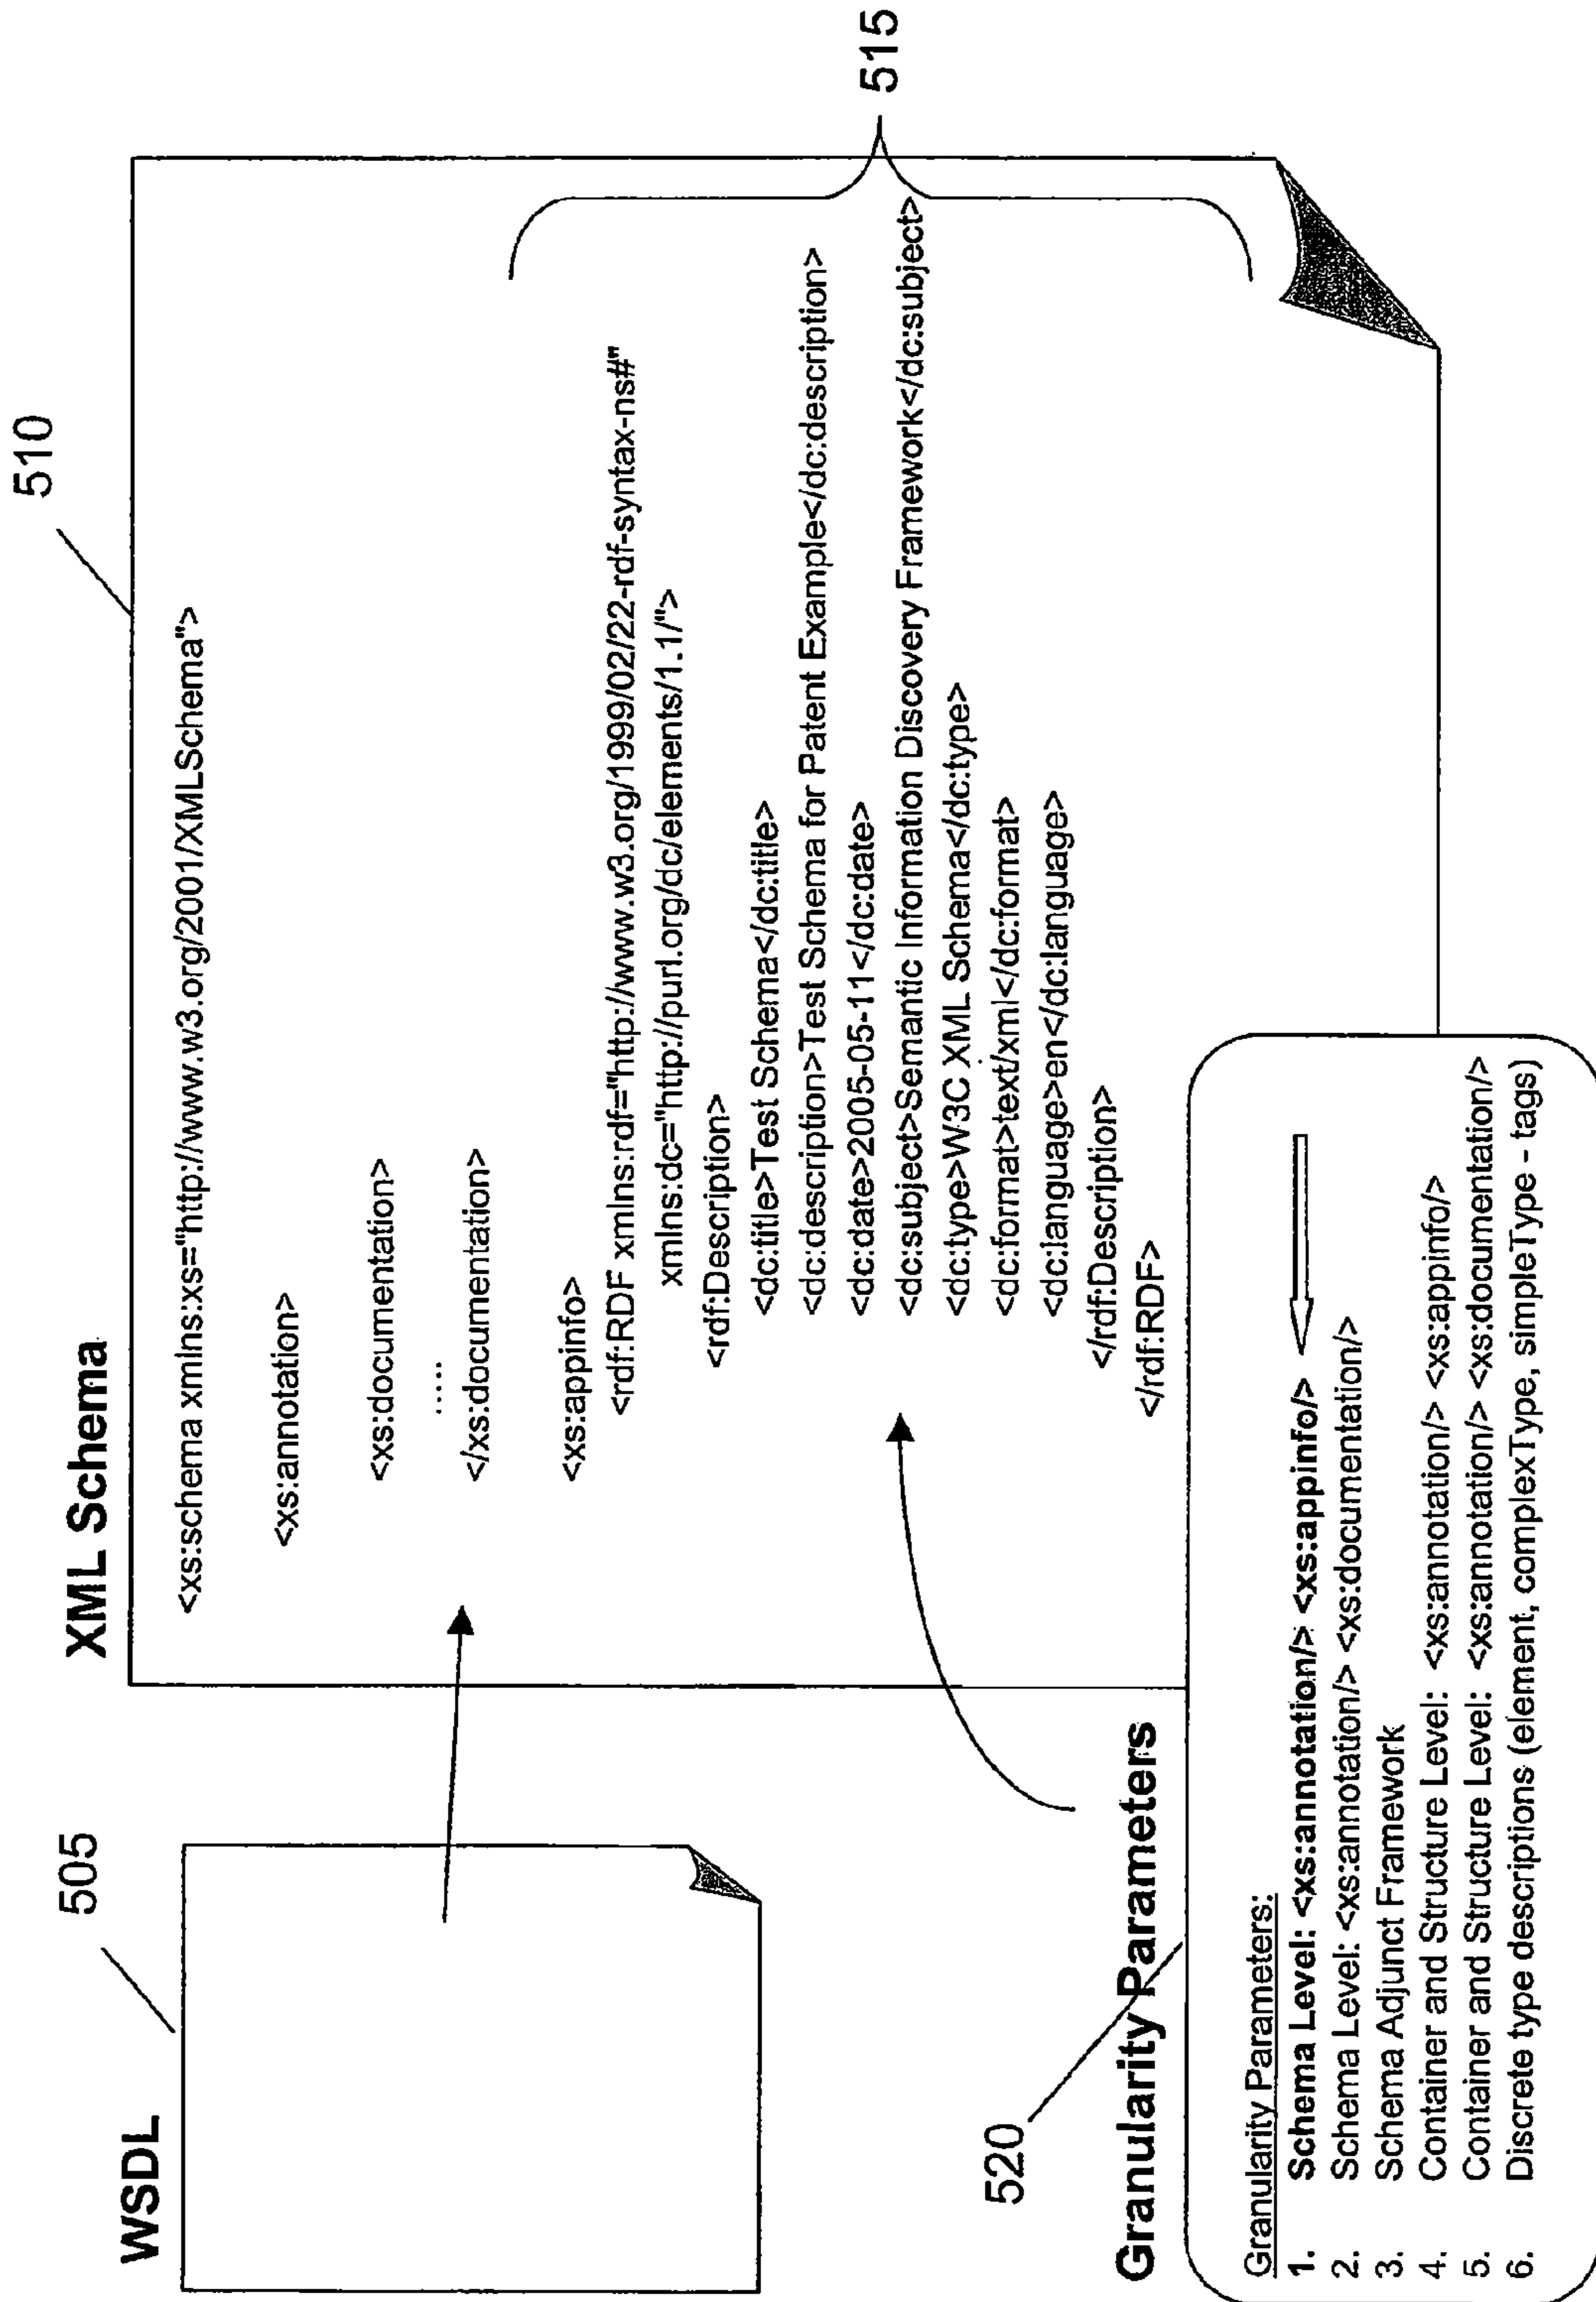 WSDL
505
XML Schema
510
<xs:schema xmlns:xs="http://www.w3.org/2001/XMLSchema">
<xs:annotation>
<xs:documentation>
.....
</xs:documentation>
<xs:appinfo>
<rdf:RDF xmlns:rdf="http://www.w3.org/1999/02/22-rdf-syntax-ns#"
xmlns:dc="http://purl.org/dc/elements/1.1/">
<rdf:Description>
<dc:title>Test Schema</dc:title>
<dc:description>Test Schema for Patent Example</dc:description>
<dc:date>2005-05-11</dc:date>
<dc:subject>Semantic Information Discovery Framework</dc:subject>
<dc:type>W3C XML Schema</dc:type>
<dc:format>text/xml</dc:format>
<dc:language>en</dc:language>
</rdf:Description>
</rdf:RDF>
515
520
Granularity Parameters
Granularity Parameters:
1. Schema Level: <xs:annotation/> <xs:appinfo/>
2. Schema Level: <xs:annotation/> <xs:documentation/>
3. Schema Adjunct Framework
4. Container and Structure Level: <xs:annotation/> <xs:appinfo/>
5. Container and Structure Level: <xs:annotation/> <xs:documentation/>
6. Discrete type descriptions (element, complexType, simpleType - tags)